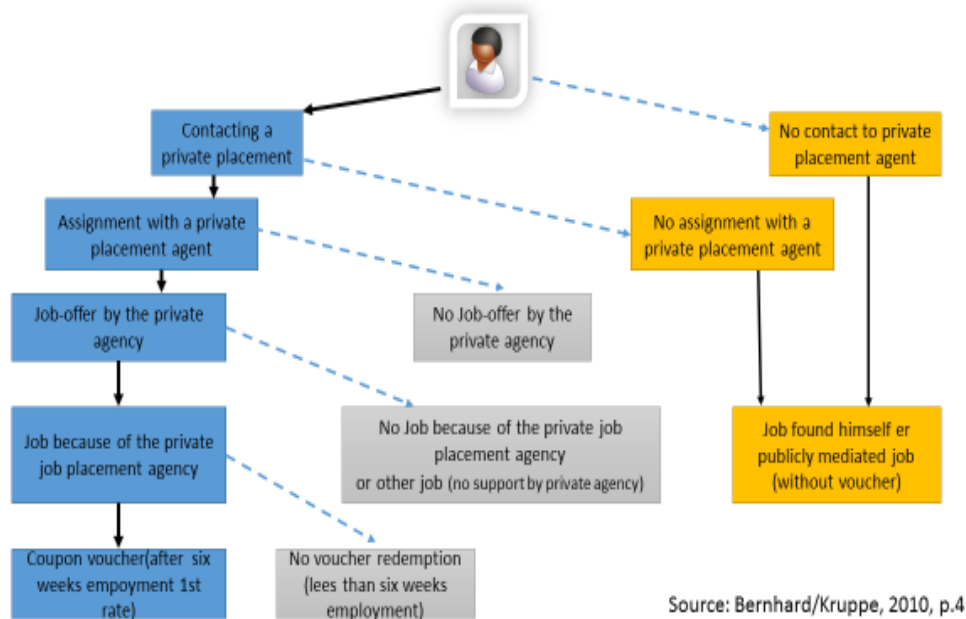 Contacting a
private placement
No contact to private
placement agent
Assignment with a private
placement agent
No assignment with a
private placement agent
Job-offer by the private
agency
No Job-offer by the
private agency
Job because of the private
job placement agency
No Job because of the private job
placement agency
or other job (no support by private agency)
Job found himself er
publicly mediated job
(without voucher)
Coupon voucher(after six
weeks empoyment 1st
rate)
No voucher redemption
(lees than six weeks
employment)
Source: Bernhard/Kruppe, 2010, p.4